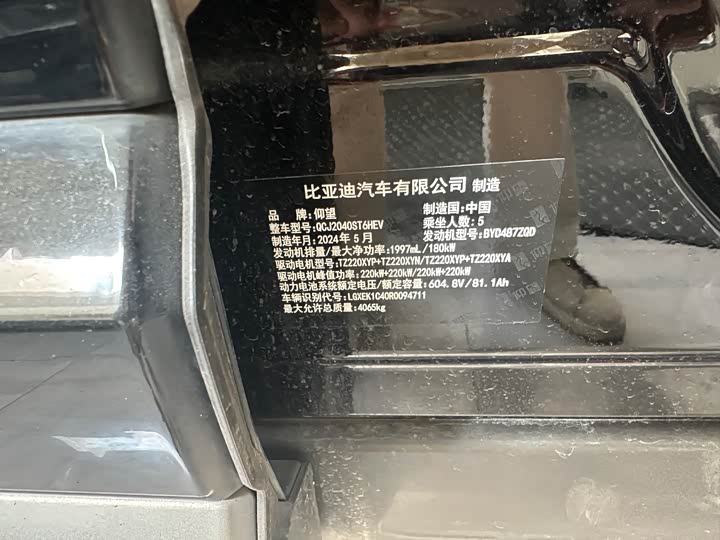 比亚迪汽车有限公司 制造
品 牌:仰望 制造国:中国
整车型号:QCJ2040ST6HEV 乘坐人数:5
制造年月:2024年5月 发动机型号:BYD487ZQD
发动机排量/最大净功率:1997mL/180kW
驱动电机型号:TZ220XYP+TZ220XYN/TZ220XYP+TZ220XYA
驱动电机峰值功率:220kW+220kW/220kW+220kW
动力电池系统额定电压/额定容量:604.8V/81.1Ah
车辆识别代号:LGXEK1C40R0094711
最大允许总质量:4065kg